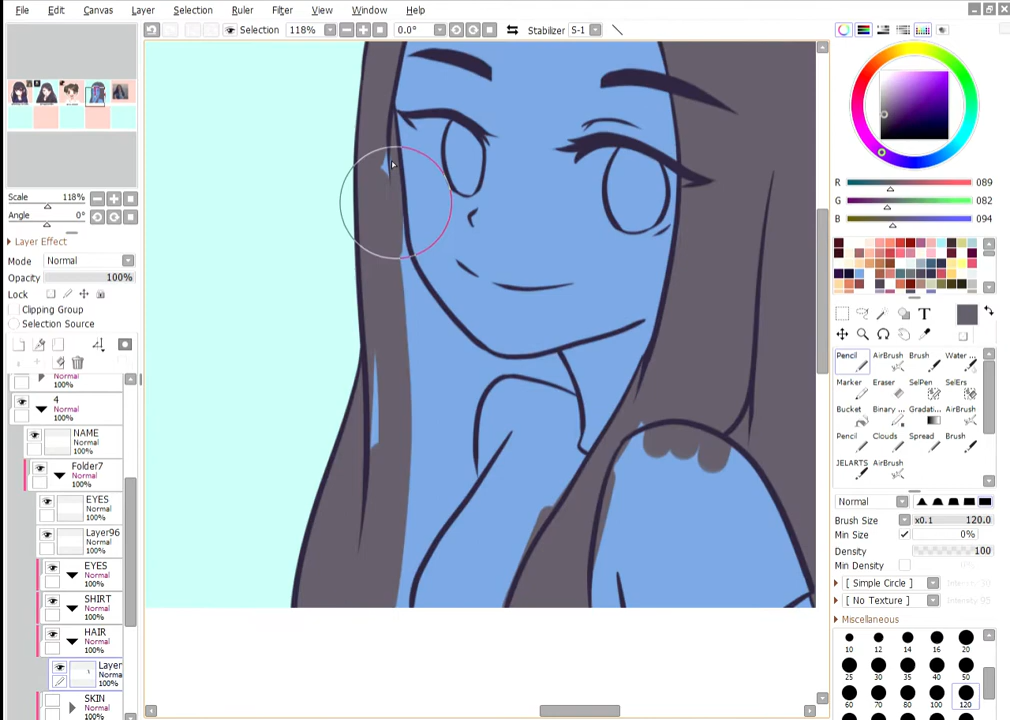 File Edit Canvas Layer Selection Ruler Filter View Window Help
Selection 118% 0.0° Stabilizer S-1
Scale
118%
Angle 0°
Layer Effect
Mode Normal
Opacity 100%
Lock
Clipping Group
Selection Source
Normal
100%
4
Normal
100%
NAME
Normal
100%
Folder7
Normal
100%
EYES
Normal
100%
Layer96
Normal
100%
EYES
Normal
100%
SHIRT
Normal
100%
HAIR
Normal
100%
Layer
Norma
100%
SKIN
Normal
100%
R 089
G 082
B 094
T
Pencil AirBrush Brush Water ...
Marker Eraser SelPen SelErs
Bucket Binary ... Gradati... AirBrush
Pencil Clouds Spread Brush
JELARTS AirBrush
Normal
Brush Size x0.1 120.0
Min Size 0%
Density 100
Min Density 0%
[ Simple Circle ]
[ No Texture ] Intensity 95
Miscellaneous
10 12 14 16 20
25 30 35 40 50
60 70 80 100 120